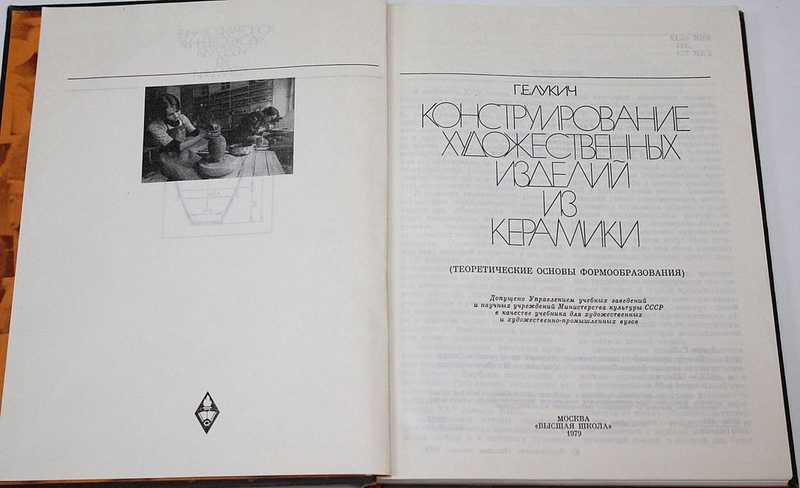 Г.Е.ЛУКИЧ
КОНСТРУИРОВАНИЕ
ХУДОЖЕСТВЕННЫХ
ИЗДЕЛИЙ
ИЗ
КЕРАМИКИ
(ТЕОРЕТИЧЕСКИЕ ОСНОВЫ ФОРМООБРАЗОВАНИЯ)
Допущено Управлением учебных заведений
и научных учреждений Министерства культуры СССР
в качестве учебника для художественных
и художественно-промышленных вузов
МОСКВА
«ВЫСШАЯ ШКОЛА»
1979